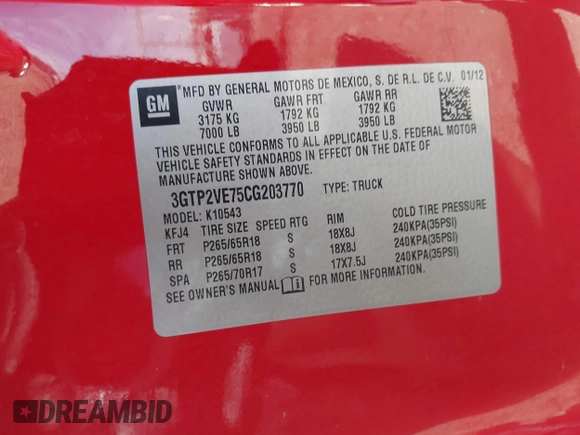 GM
*MFD BY GENERAL MOTORS DE MEXICO, S. DE R.L. DE C.V. 01/12
GVWR GAWR FRT GAWR RR
3175 KG 1792 KG 1792 KG
7000 LB 3950 LB 3950 LB
THIS VEHICLE CONFORMS TO ALL APPLICABLE U.S. FEDERAL MOTOR
VEHICLE SAFETY STANDARDS IN EFFECT ON THE DATE OF
MANUFACTURE SHOWN ABOVE.
3GTP2VE75CG203770 TYPE: TRUCK
MODEL: K10543
KFJ4 TIRE SIZE SPEED RTG RIM COLD TIRE PRESSURE
FRT P265/65R18 S 18X8J 240KPA(35PSI)
RR P265/65R18 S 18X8J 240KPA(35PSI)
SPA P265/70R17 S 17X7.5J 240KPA(35PSI)
SEE OWNER'S MANUAL FOR MORE INFORMATION
DREAMBID